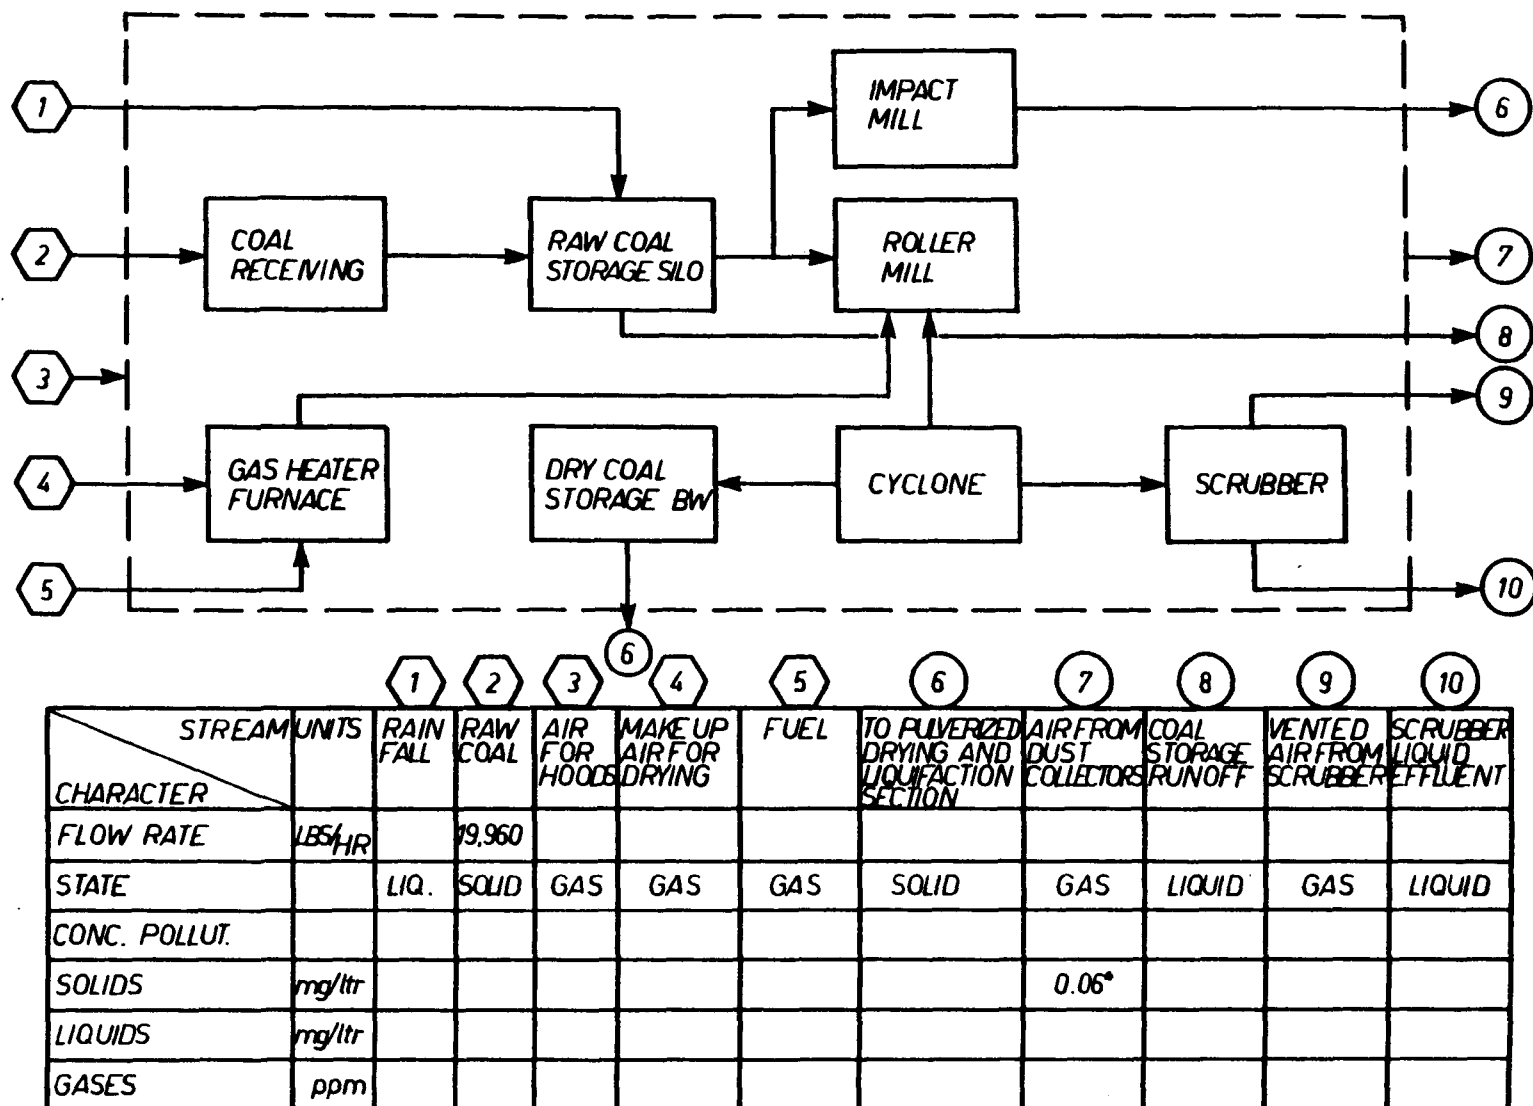 1
IMPACT
MILL
6
2
COAL
RECEIVING
RAW COAL
STORAGE SILO
ROLLER
MILL
7
8
3
9
4
GAS HEATER
FURNACE
DRY COAL
STORAGE BW
CYCLONE
SCRUBBER
5
10
6
1 2 3 4 5 6 7 8 9 10
STREAM
CHARACTER
UNITS
RAIN
FALL
RAW
COAL
AIR
FOR
HOODS
MAKE UP
AIR FOR
DRYING
FUEL
TO PULVERIZED
DRYING AND
LIQUIFACTION
SECTION
AIR FROM
DUST
COLLECTORS
COAL
STORAGE
RUNOFF
VENTED
AIR FROM
SCRUBBER
SCRUBBER
LIQUID
EFFLUENT
FLOW RATE LBS/HR 19,960
STATE LIQ. SOLID GAS GAS GAS SOLID GAS LIQUID GAS LIQUID
CONC. POLLUT.
SOLIDS mg/ltr 0.06*
LIQUIDS mg/ltr
GASES ppm